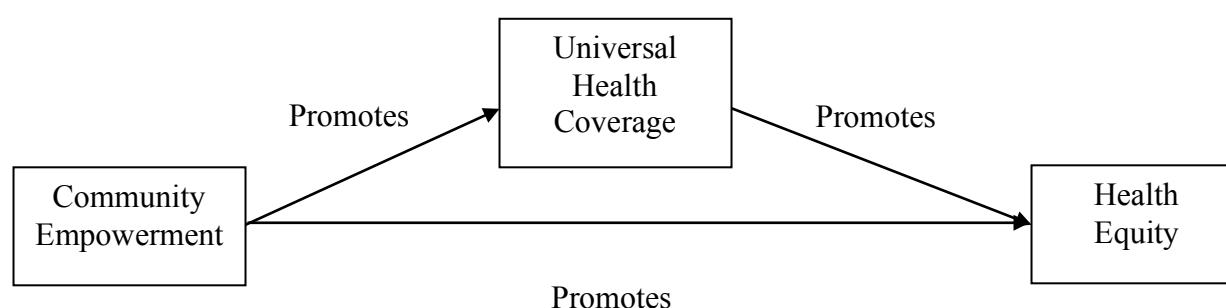 Universal
Health
Coverage
Promotes
Promotes
Community
Empowerment
Health
Equity
Promotes